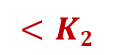 < K₂